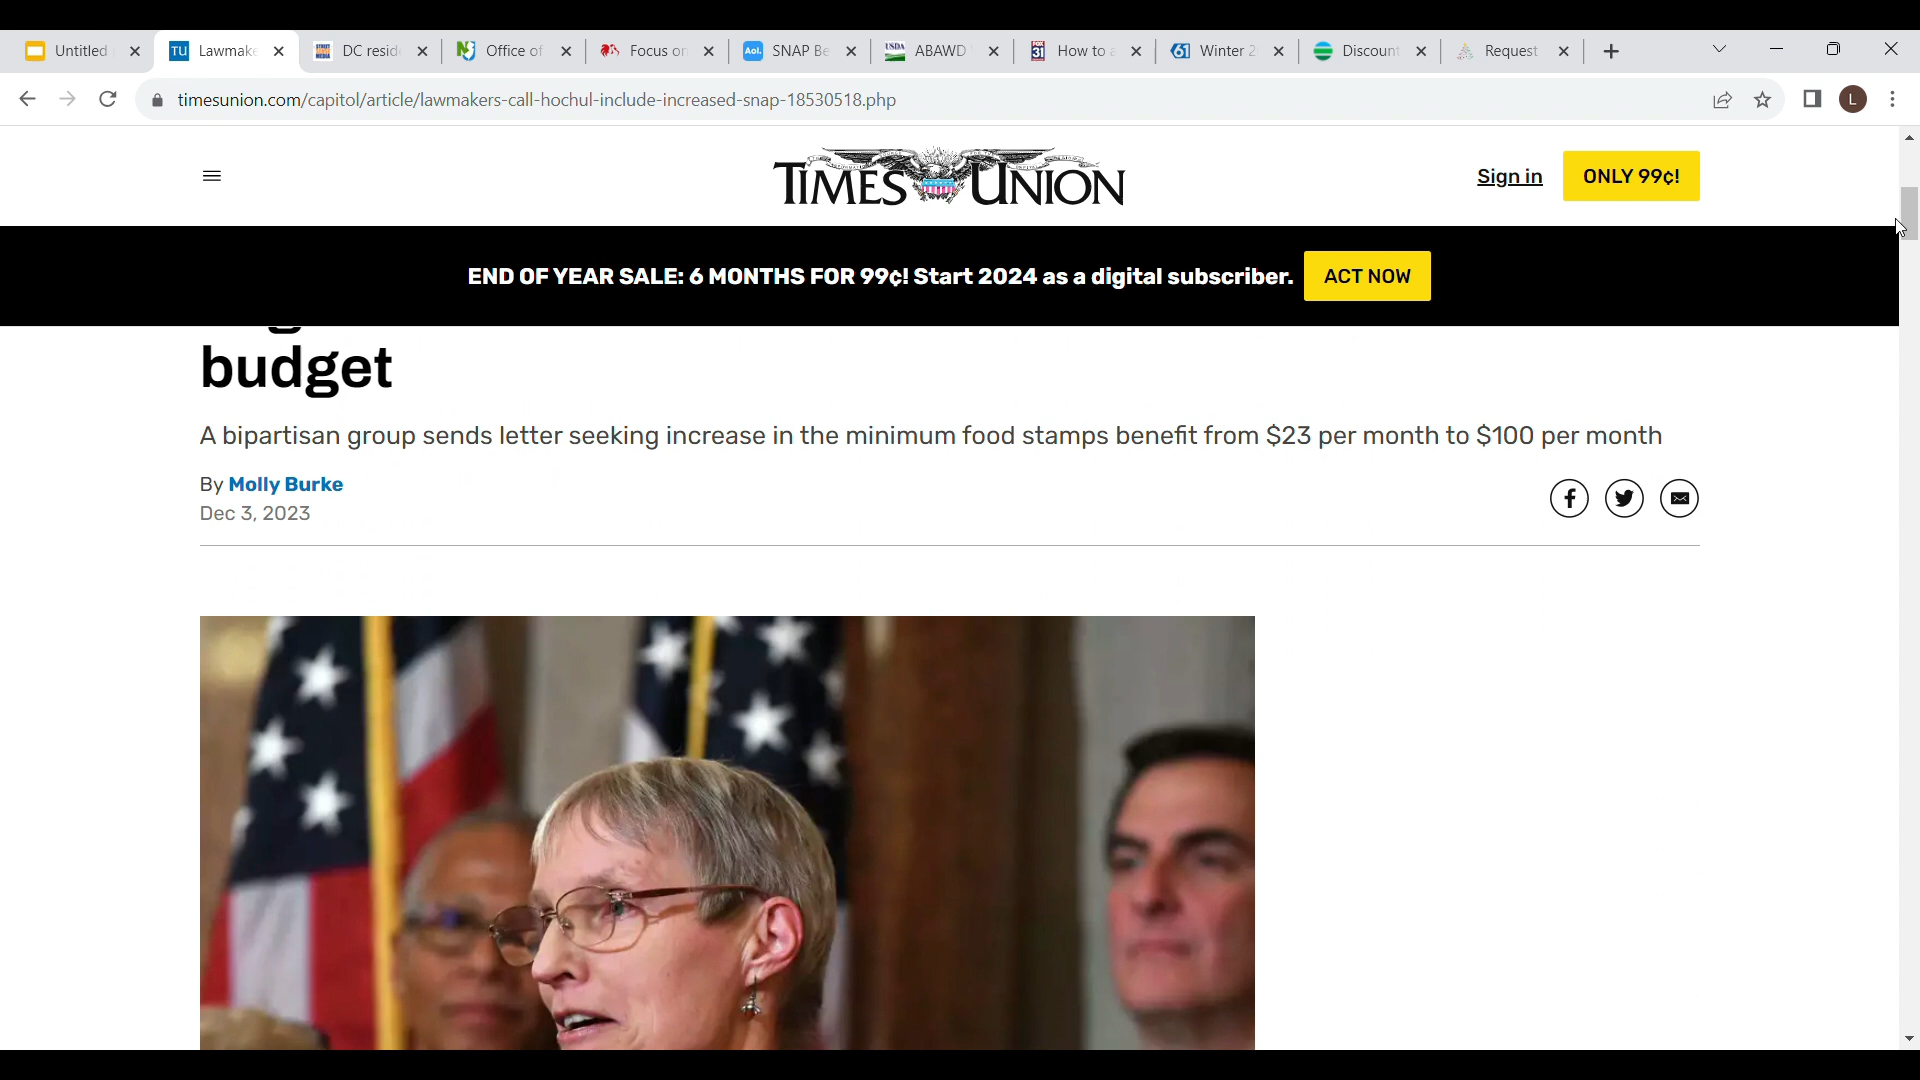 Untitled
Lawmake
DC resid
Office of
Focus on
SNAP Be
ABAWD
How to a
Winter 2
Discount
Request
timesunion.com/capitol/article/lawmakers-call-hochul-include-increased-snap-18530518.php
L
TIMES UNION
Sign in
ONLY 99¢!
END OF YEAR SALE: 6 MONTHS FOR 99¢! Start 2024 as a digital subscriber.
ACT NOW
budget
A bipartisan group sends letter seeking increase in the minimum food stamps benefit from $23 per month to $100 per month
By Molly Burke
Dec 3, 2023